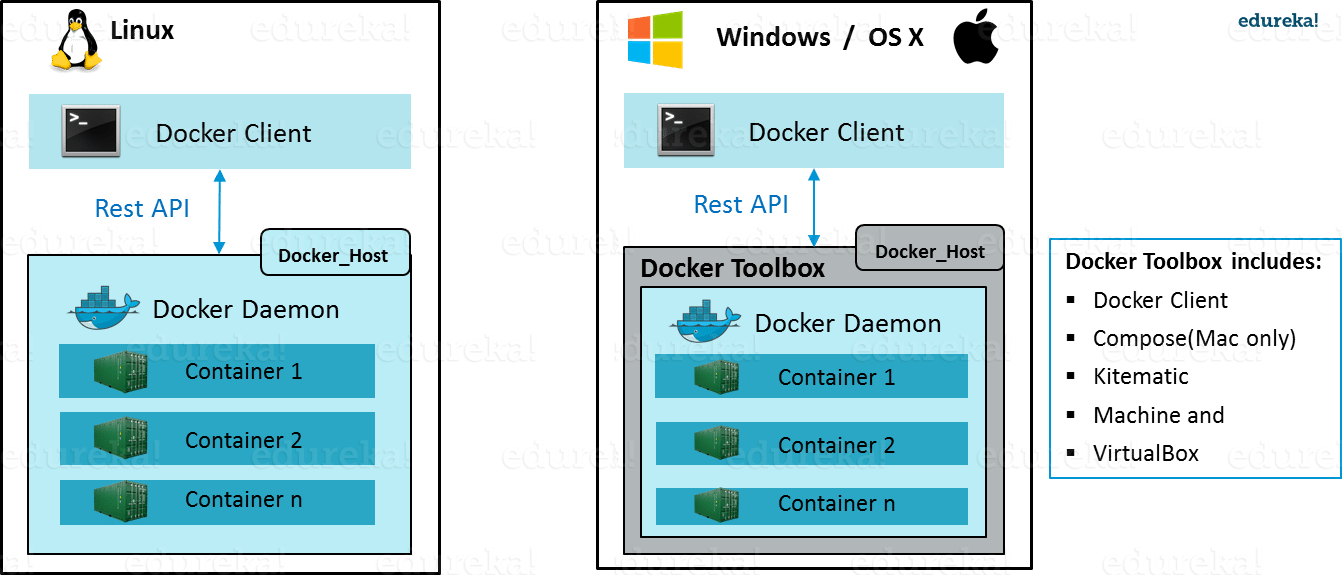 Linux
>_
Docker Client
Rest API
Docker_Host
Docker Daemon
Container 1
Container 2
Container n
Windows / OS X
>_
Docker Client
Rest API
Docker_Host
Docker Toolbox
Docker Daemon
Container 1
Container 2
Container n
edureka!
Docker Toolbox includes:
▪ Docker Client
▪ Compose(Mac only)
▪ Kitematic
▪ Machine and
▪ VirtualBox